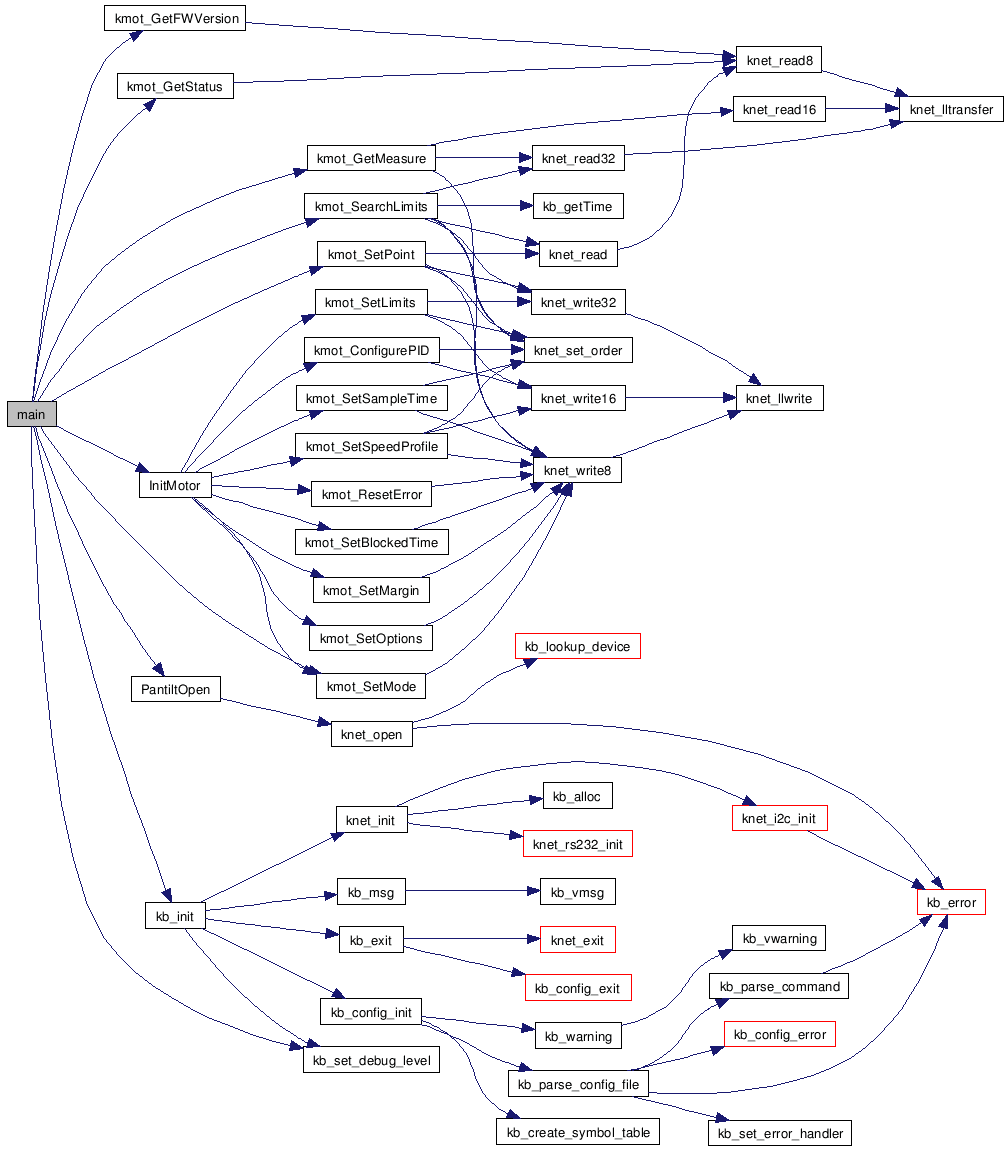 kmot_GetFWVersion
knet_read8
kmot_GetStatus
knet_read16
knet_lltransfer
kmot_GetMeasure
knet_read32
kmot_SearchLimits
kb_getTime
kmot_SetPoint
knet_read
kmot_SetLimits
knet_write32
kmot_ConfigurePID
knet_set_order
main
kmot_SetSampleTime
knet_write16
knet_llwrite
kmot_SetSpeedProfile
knet_write8
InitMotor
kmot_ResetError
kmot_SetBlockedTime
kmot_SetMargin
kmot_SetOptions
kb_lookup_device
PantiltOpen
kmot_SetMode
knet_open
kb_alloc
knet_init
knet_i2c_init
knet_rs232_init
kb_msg
kb_vmsg
kb_error
kb_init
kb_exit
knet_exit
kb_vwarning
kb_config_exit
kb_parse_command
kb_config_init
kb_warning
kb_config_error
kb_set_debug_level
kb_parse_config_file
kb_create_symbol_table
kb_set_error_handler